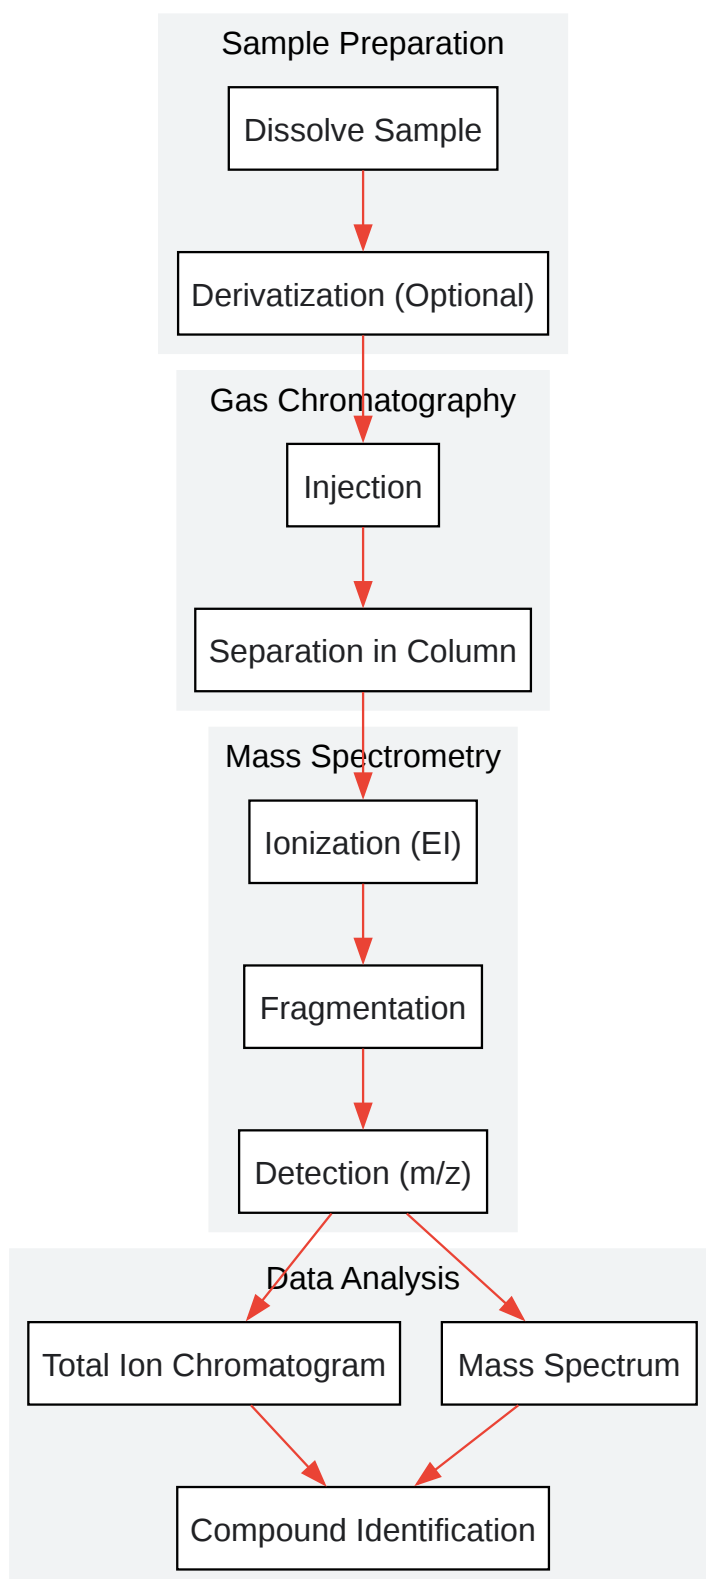 Sample Preparation
Dissolve Sample
Derivatization (Optional)
Gas Chromatography
Injection
Separation in Column
Mass Spectrometry
Ionization (EI)
Fragmentation
Detection (m/z)
Data Analysis
Total Ion Chromatogram
Mass Spectrum
Compound Identification